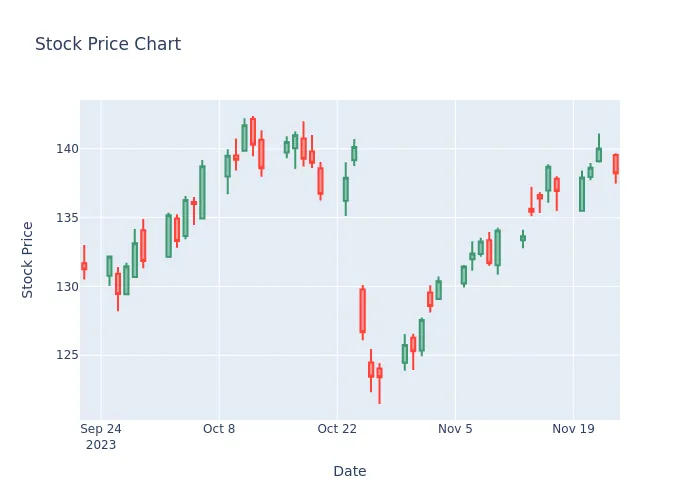 Stock Price Chart
140
135
130
125
Stock Price
Sep 24
2023
Oct 8
Oct 22
Nov 5
Nov 19
Date